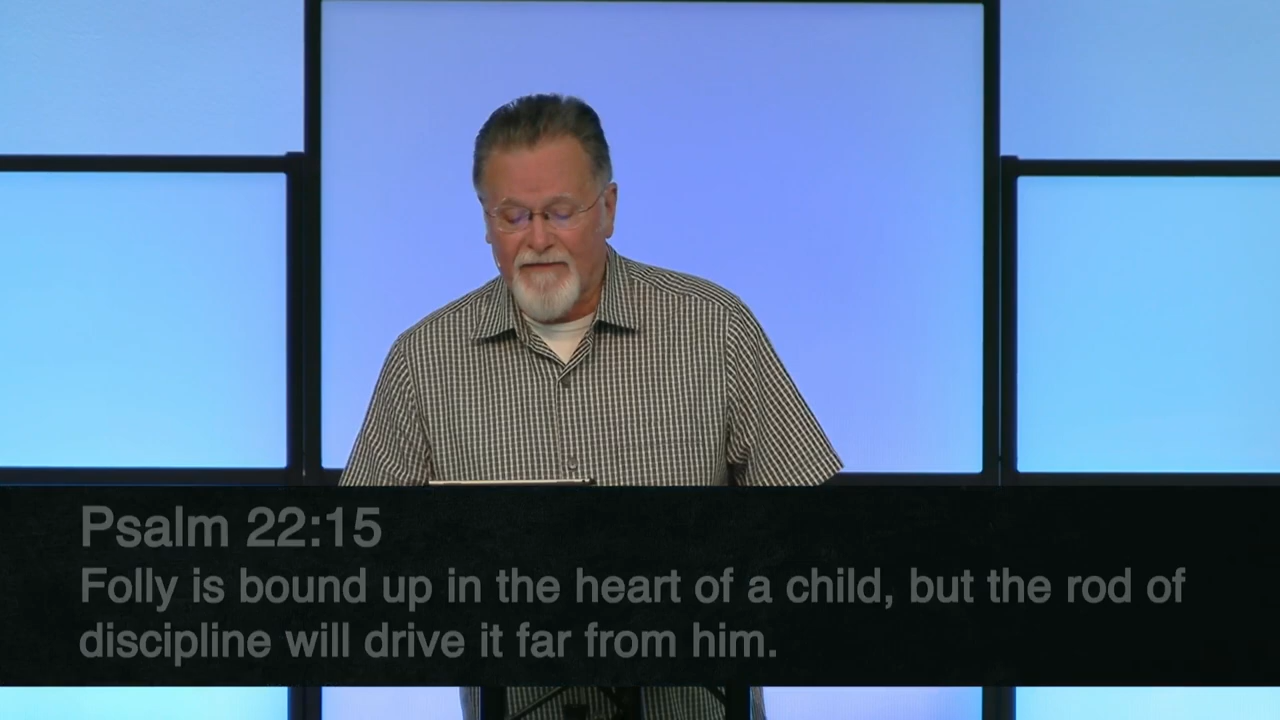 Psalm 22:15
Folly is bound up in the heart of a child, but the rod of
discipline will drive it far from him.